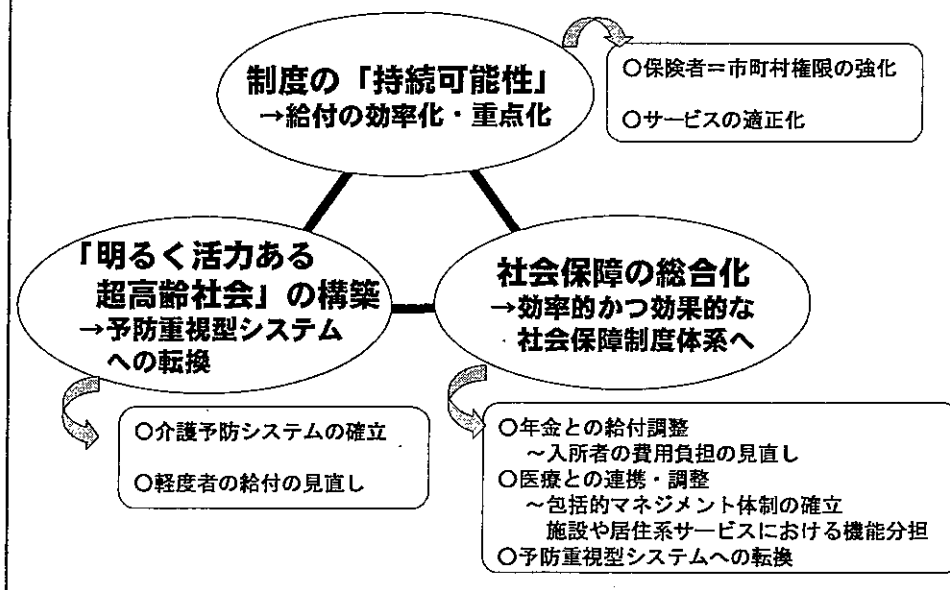 制度の「持続可能性」
→給付の効率化・重点化
○保険者＝市町村権限の強化
○サービスの適正化
「明るく活力ある
超高齢社会」の構築
→予防重視型システム
への転換
○介護予防システムの確立
○軽度者の給付の見直し
社会保障の総合化
→効率的かつ効果的な
社会保障制度体系へ
○年金との給付調整
～入所者の費用負担の見直し
○医療との連携・調整
～包括的マネジメント体制の確立
施設や居住系サービスにおける機能分担
○予防重視型システムへの転換